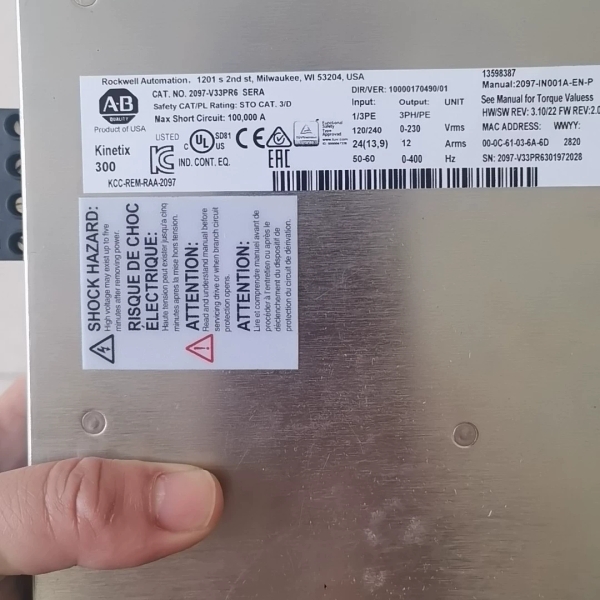 Rockwell Automation. 1201 s 2nd st, Milwaukee, WI 53204, USA
CAT. NO. 2097-V33PR6 SERA
DIR/VER: 10000170490/01
13598387
Manual:2097-IN001A-EN-P
Safety CAT/PL Rating: STO CAT. 3/D
Nax Short Circuit: 100,000 A
A-B
QUALITY
Product of USA
Kinetix
300
USTED
C UL US
SD81
IND. CONT. EQ.
KCC-REM-RAA-2097
Input: Output: UNIT
1/3PE 3PH/PE
120/240 0-230 Vrms
24(13,9) 12 Arms
50-60 0-400 Hz
See Manual for Torque Valuess
HW/SW REV: 3.10/22 FW REV:2.0
MAC ADDRESS: WWYY:
00-0C-61-03-6A-6D 2820
SN: 2097-V33PR6301972028
EAC
SHOCK HAZARD:
High voltage may exist up to five
minutes after removing power.
RISQUE DE CHOC
ÉLECTRIQUE:
Haute tension paut exister jusqu'a cinq
minutes apres la mise hors tension.
ATTENTION:
Read and understand manual before
servicing drive or when branch circuit
protection opens.
ATTENTION:
Lire et comprendre manuel avant de
procéder à l'entretien ou après le
déclenchement du dispositif de
protection du circuit de dérivation.